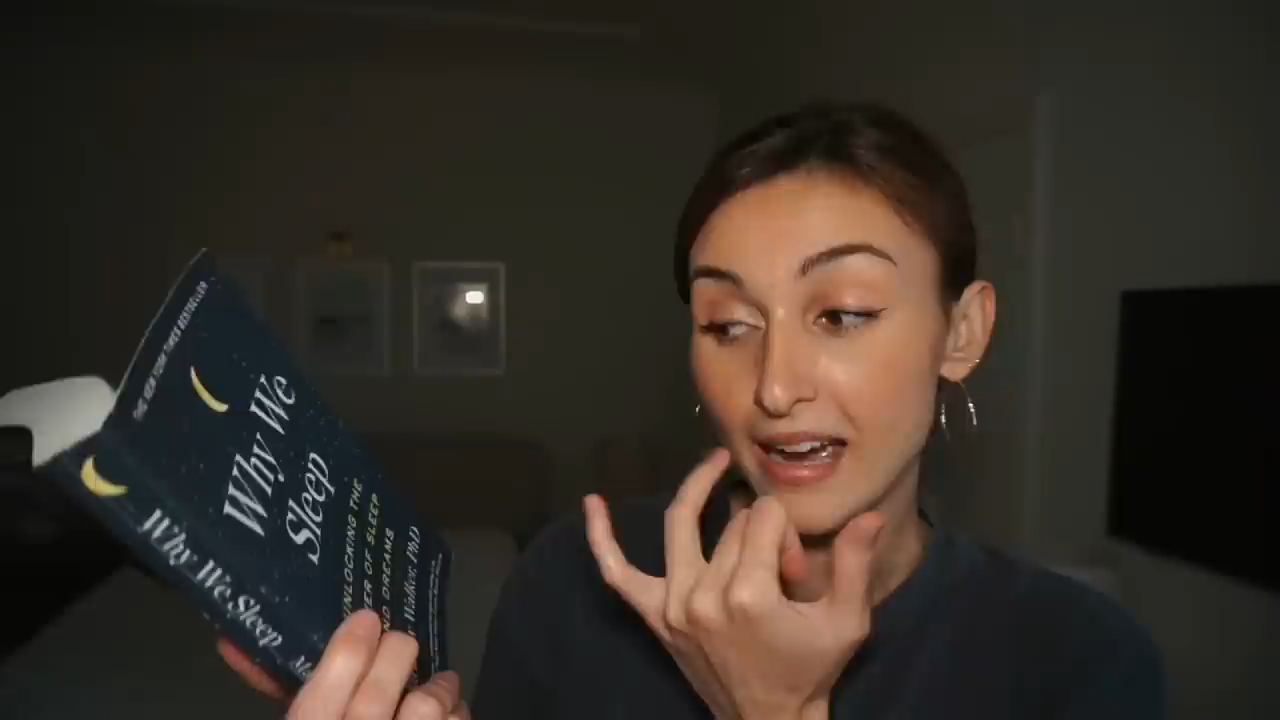 THE NEW YORK TIMES BESTSELLER
Why We
Sleep
UNLOCKING THE
ER OF SLEEP
ND DREAMS
Walker, PhD
Why We Sleep